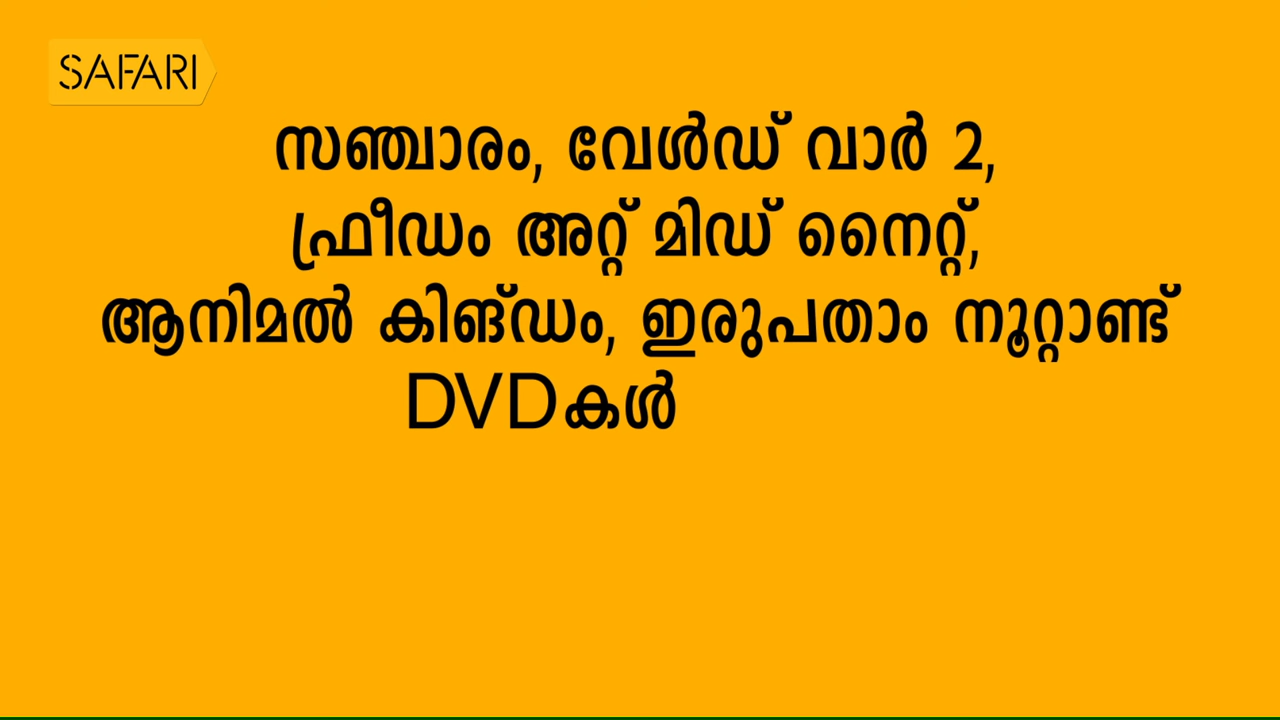 SAFARI
സഞ്ചാരം, വേൾഡ് വാർ 2,
ഫ്രീഡം അറ്റ് മിഡ് നൈറ്റ്,
ആനിമൽ കിങ്ഡം, ഇരുപതാം നൂറ്റാണ്ട്
DVDകൾ